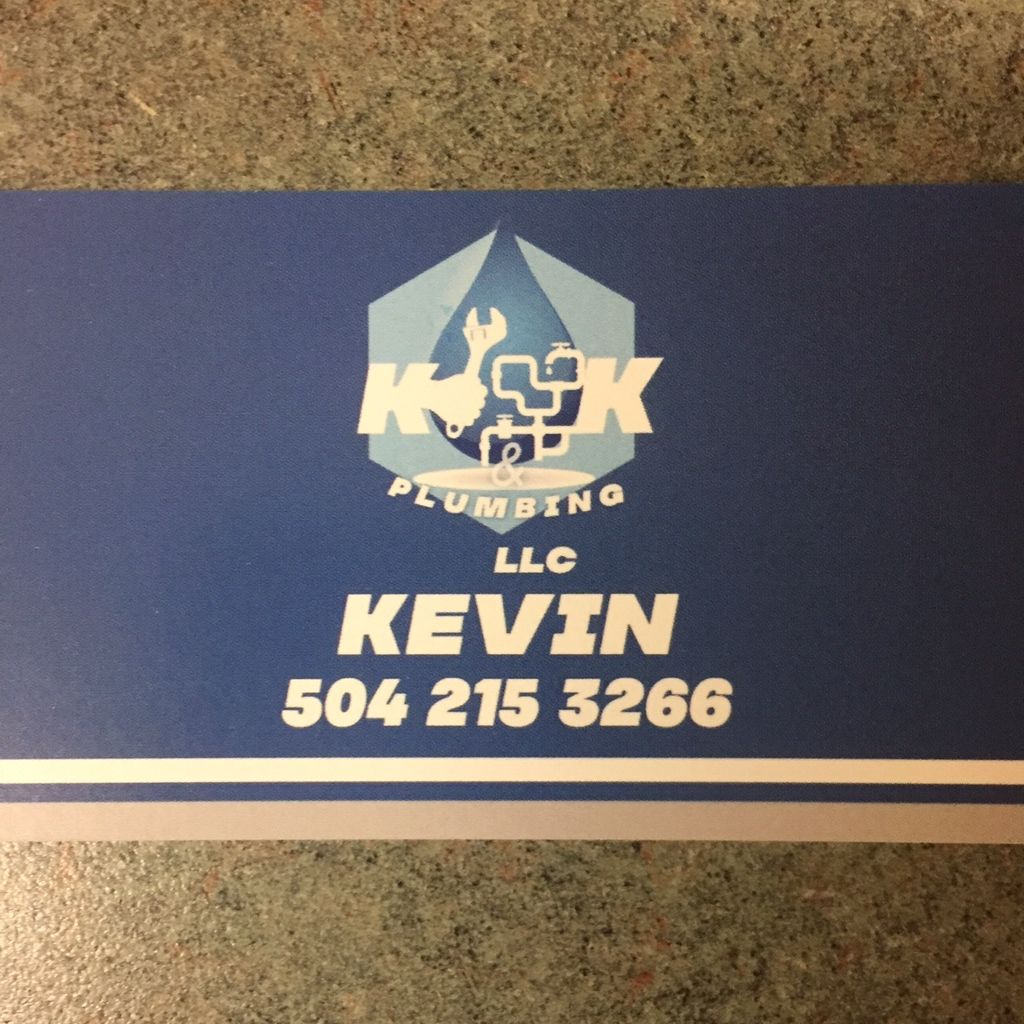 K K
&
PLUMBING
LLC
KEVIN
504 215 3266